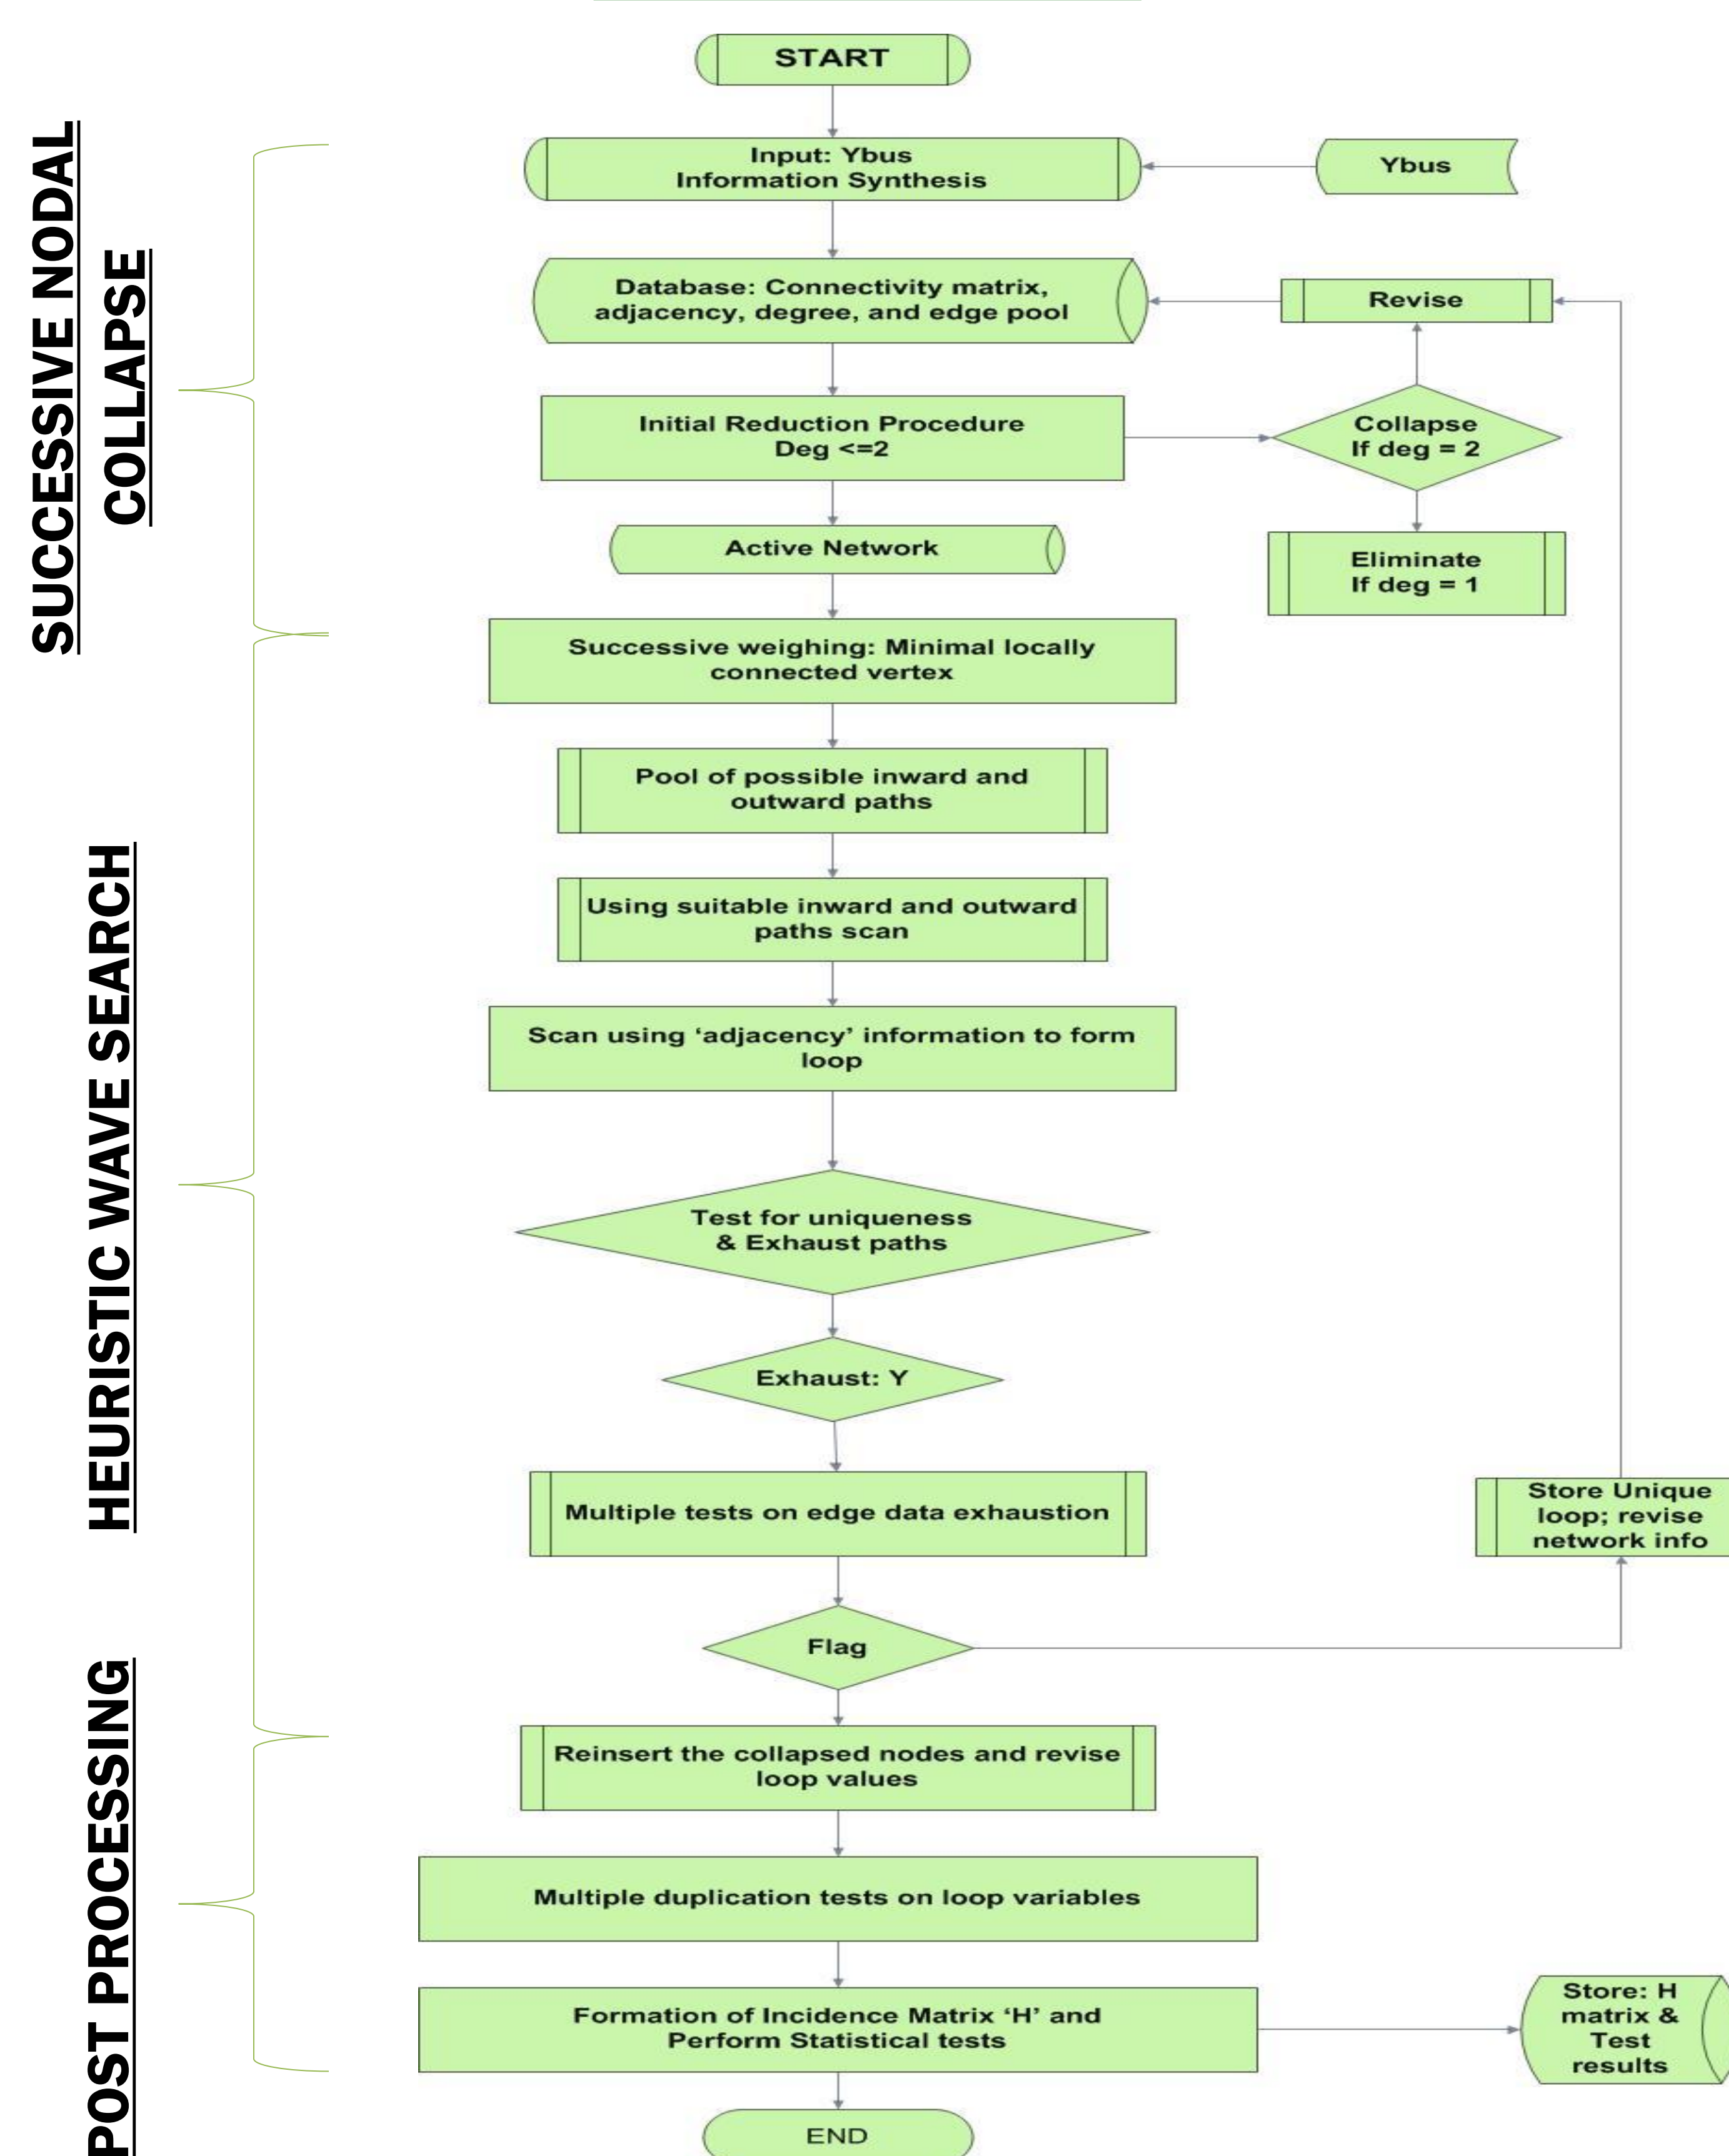 START
Input: Ybus
Information Synthesis
Ybus
SUCCESSIVE NODAL
COLLAPSE
Database: Connectivity matrix,
adjacency, degree, and edge pool
Revise
Initial Reduction Procedure
Deg <=2
Collapse
If deg = 2
Active Network
Eliminate
If deg = 1
Successive weighing: Minimal locally
connected vertex
Pool of possible inward and
outward paths
Using suitable inward and outward
paths scan
HEURISTIC WAVE SEARCH
Scan using ‘adjacency’ information to form
loop
Test for uniqueness
& Exhaust paths
Exhaust: Y
Multiple tests on edge data exhaustion
Store Unique
loop; revise
network info
Flag
Reinsert the collapsed nodes and revise
loop values
POST PROCESSING
Multiple duplication tests on loop variables
Formation of Incidence Matrix ‘H’ and
Perform Statistical tests
Store: H
matrix &
Test
results
END